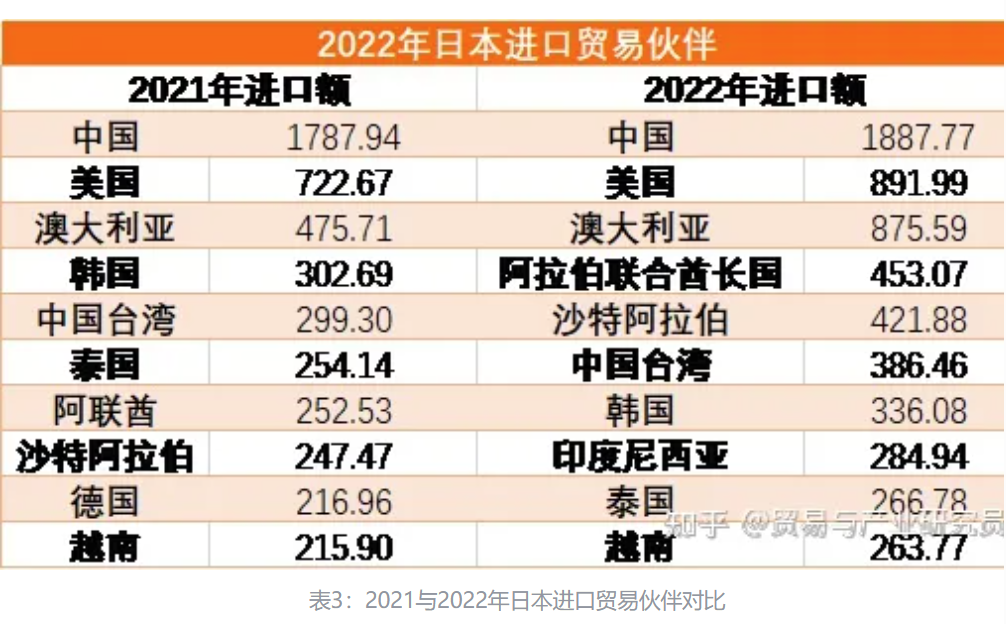 2022年日本进口贸易伙伴
2021年进口额 2022年进口额
中国 1787.94 中国 1887.77
美国 722.67 美国 891.99
澳大利亚 475.71 澳大利亚 875.59
韩国 302.69 阿拉伯联合酋长国 453.07
中国台湾 299.30 沙特阿拉伯 421.88
泰国 254.14 中国台湾 386.46
阿联酋 252.53 韩国 336.08
沙特阿拉伯 247.47 印度尼西亚 284.94
德国 216.96 泰国 266.78
知乎 @贸易与产业研究员
越南 215.90 越南 263.77
表3：2021与2022年日本进口贸易伙伴对比